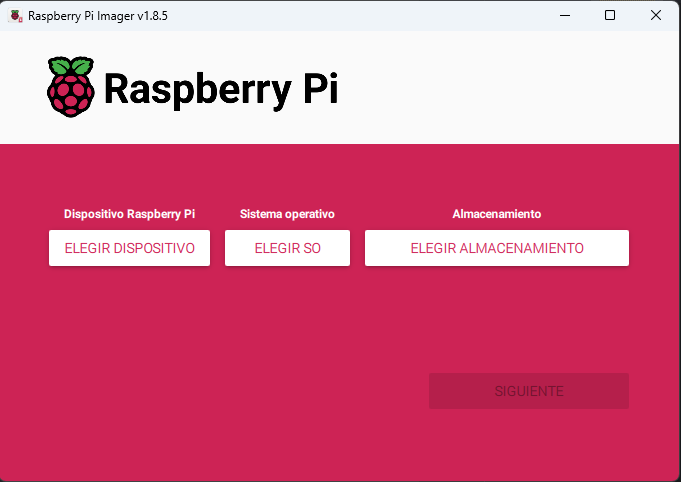 Raspberry Pi Imager v1.8.5
Raspberry Pi
Dispositivo Raspberry Pi
Sistema operativo
Almacenamiento
ELEGIR DISPOSITIVO
ELEGIR SO
ELEGIR ALMACENAMIENTO
SIGUIENTE